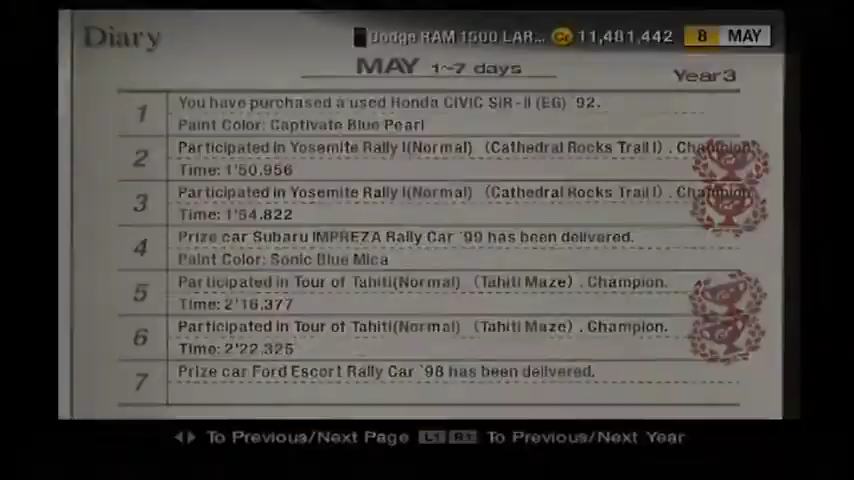 Diary
Dodge RAM 1500 LAR... Cr 11,481,442 8 MAY
MAY 1~7 days
Year3
1 You have purchased a used Honda CIVIC SiR-II (EG) `92.
Paint Color: Captivate Blue Pearl
2 Participated in Yosemite Rally I(Normal) (Cathedral Rocks Trail I) . Champion.
Time: 1'50.956
3 Participated in Yosemite Rally I(Normal) (Cathedral Rocks Trail I) . Champion.
Time: 1'54.822
4 Prize car Subaru IMPREZA Rally Car `99 has been delivered.
Paint Color: Sonic Blue Mica
5 Participated in Tour of Tahiti(Normal) (Tahiti Maze) . Champion.
Time: 2'16.377
6 Participated in Tour of Tahiti(Normal) (Tahiti Maze) . Champion.
Time: 2'22.325
7 Prize car Ford Escort Rally Car `98 has been delivered.
To Previous/Next Page L1 R1 To Previous/Next Year